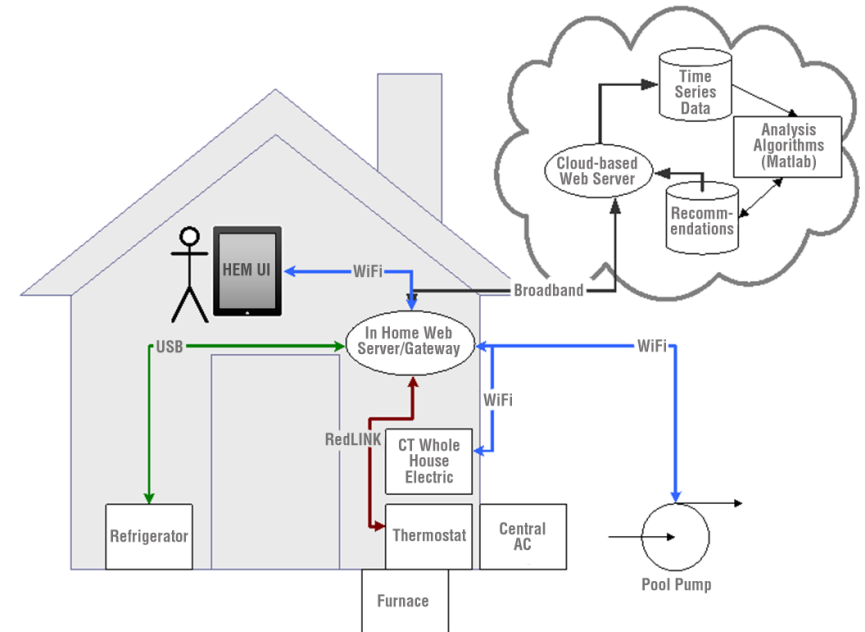 Time
Series
Data
Analysis
Algorithms
(Matlab)
Cloud-based
Web Server
Recomm-
endations
HEM UI
WiFi
Broadband
In Home Web
Server/Gateway
USB
WiFi
WiFi
RedLINK
CT Whole
House
Electric
Refrigerator
Thermostat
Central
AC
Pool Pump
Furnace